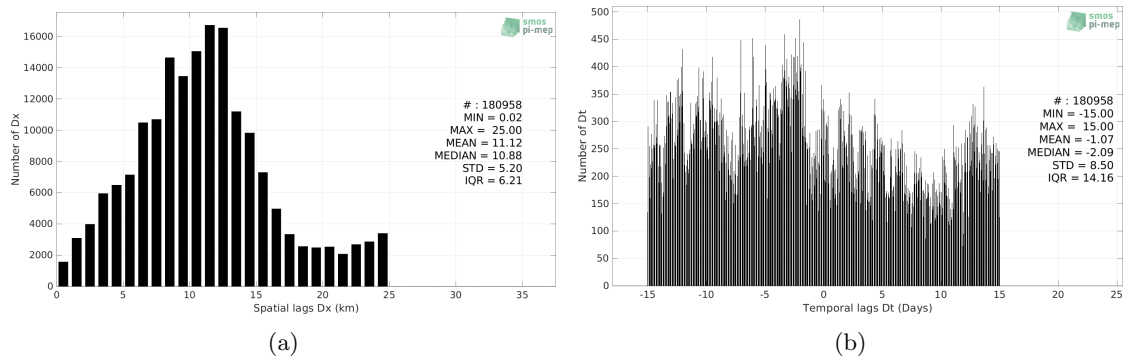 smos
pi-mep
16000
14000
12000
10000
8000
6000
4000
2000
0
Number of Dx
# : 180958
MIN = 0.02
MAX = 25.00
MEAN = 11.12
MEDIAN = 10.88
STD = 5.20
IQR = 6.21
0 5 10 15 20 25 30 35
Spatial lags Dx (km)
(a)
smos
pi-mep
500
450
400
350
300
250
200
150
100
50
0
Number of Dt
# : 180958
MIN = -15.00
MAX = 15.00
MEAN = -1.07
MEDIAN = -2.09
STD = 8.50
IQR = 14.16
-15 -10 -5 0 5 10 15 20 25
Temporal lags Dt (Days)
(b)